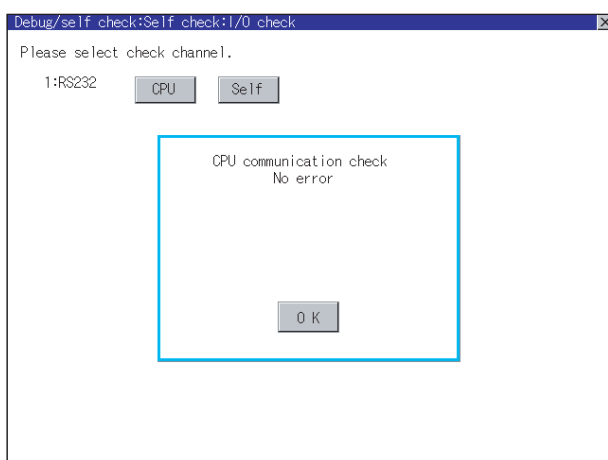 Debug/self check:Self check:I/O check
Please select check channel.
1:RS232 CPU Self
CPU communication check
No error
O K